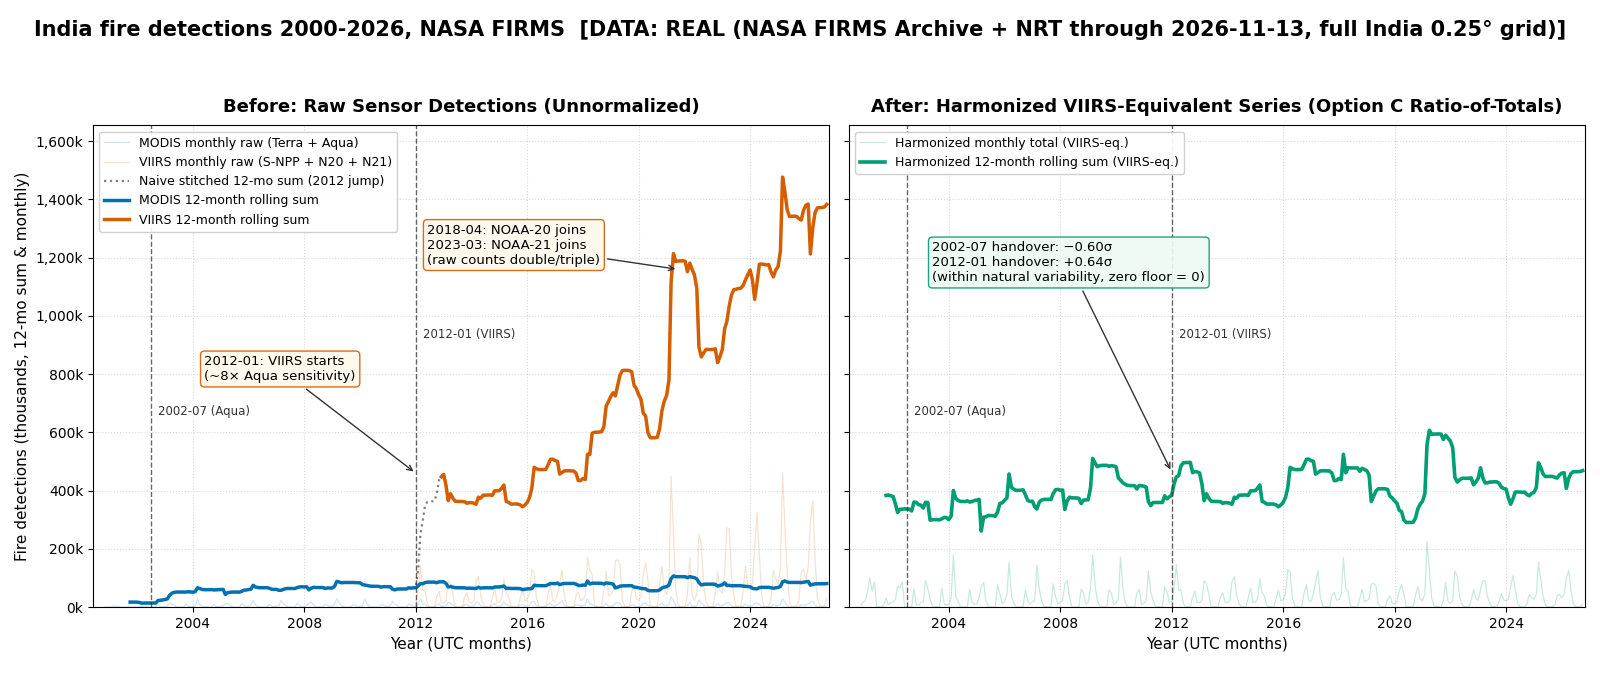 India fire detections 2000-2026, NASA FIRMS  [DATA: REAL (NASA FIRMS Archive + NRT through 2026-11-13, full India 0.25° grid)]
Before: Raw Sensor Detections (Unnormalized)
Fire detections (thousands, 12-mo sum & monthly)
1,600k
1,400k
1,200k
1,000k
800k
600k
400k
200k
0k
MODIS monthly raw (Terra + Aqua)
VIIRS monthly raw (S-NPP + N20 + N21)
Naive stitched 12-mo sum (2012 jump)
MODIS 12-month rolling sum
VIIRS 12-month rolling sum
2018-04: NOAA-20 joins
2023-03: NOAA-21 joins
(raw counts double/triple)
2012-01 (VIIRS)
2012-01: VIIRS starts
(~8× Aqua sensitivity)
2002-07 (Aqua)
2004
2008
2012
2016
2020
2024
Year (UTC months)
After: Harmonized VIIRS-Equivalent Series (Option C Ratio-of-Totals)
Harmonized monthly total (VIIRS-eq.)
Harmonized 12-month rolling sum (VIIRS-eq.)
2002-07 handover: −0.60σ
2012-01 handover: +0.64σ
(within natural variability, zero floor = 0)
2012-01 (VIIRS)
2002-07 (Aqua)
2004
2008
2012
2016
2020
2024
Year (UTC months)